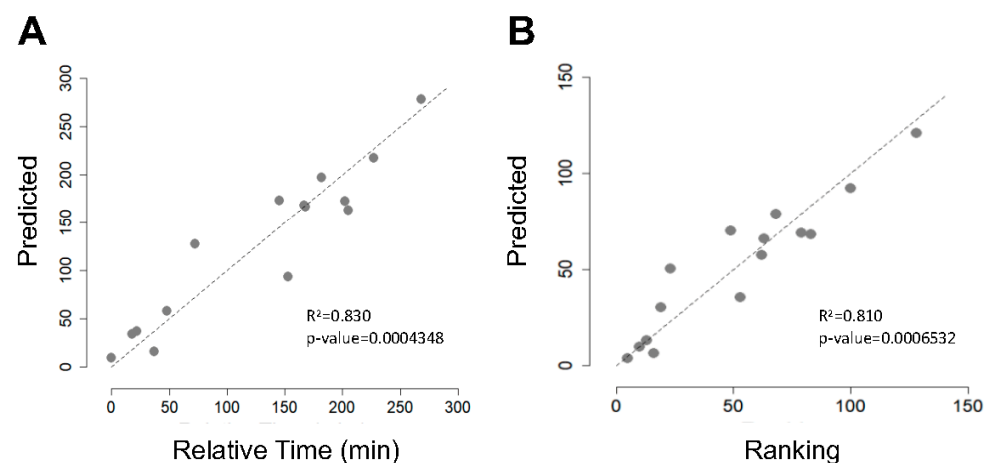 A
Predicted
300
250
200
150
100
50
0
R²=0.830
p-value=0.0004348
0 50 100 150 200 250 300
Relative Time (min)
B
Predicted
150
100
50
0
R²=0.810
p-value=0.0006532
0 50 100 150
Ranking